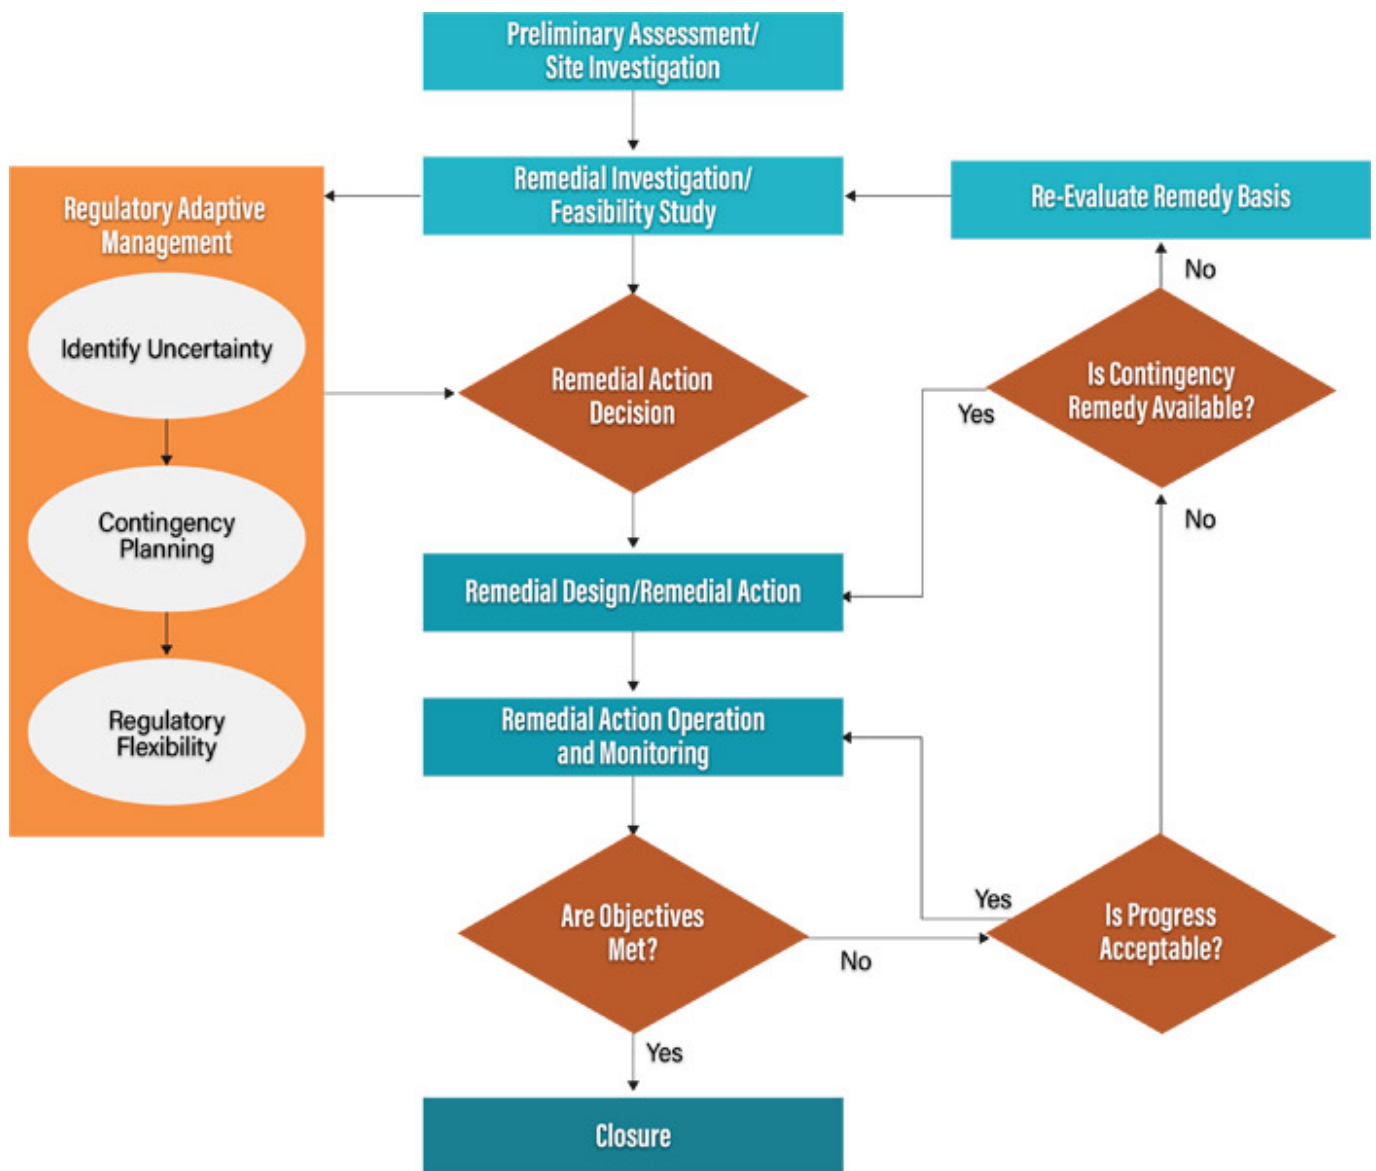 Preliminary Assessment/
Site Investigation
Remedial Investigation/
Feasibility Study
Re-Evaluate Remedy Basis
Regulatory Adaptive
Management
No
Identify Uncertainty
Remedial Action
Decision
Is Contingency
Remedy Available?
Yes
Contingency
Planning
No
Remedial Design/Remedial Action
Regulatory
Flexibility
Remedial Action Operation
and Monitoring
Are Objectives
Met?
No
Yes
Is Progress
Acceptable?
Yes
Closure